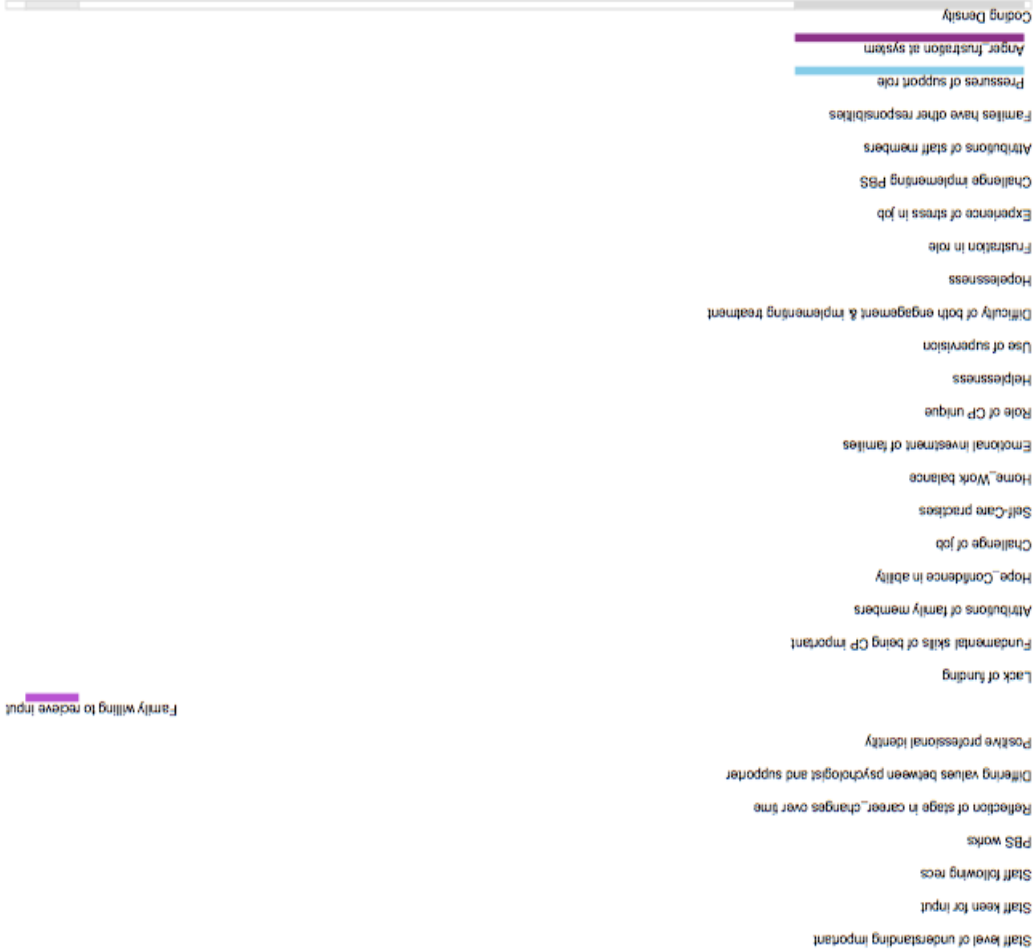 Staff level of understanding important
Staff keen for input
Staff following recs
PBS works
Reflection of stage in career_changes over time
Differing values between psychologist and supporter
Positive professional identity
Family willing to recieve input
Lack of funding
Fundamental skills of being CP important
Attributions of family members
Hope_Confidence in ability
Challenge of job
Self-Care practises
Home_Work balance
Emotional investment of families
Role of CP unique
Helplessness
Use of supervision
Difficulty of both engagement & implementing treatment
Hopelessness
Frustration in role
Experience of stress in job
Challenge implementing PBS
Attributions of staff members
Families have other responsibilities
Pressures of support role
Anger_frustration at system
Coding Density